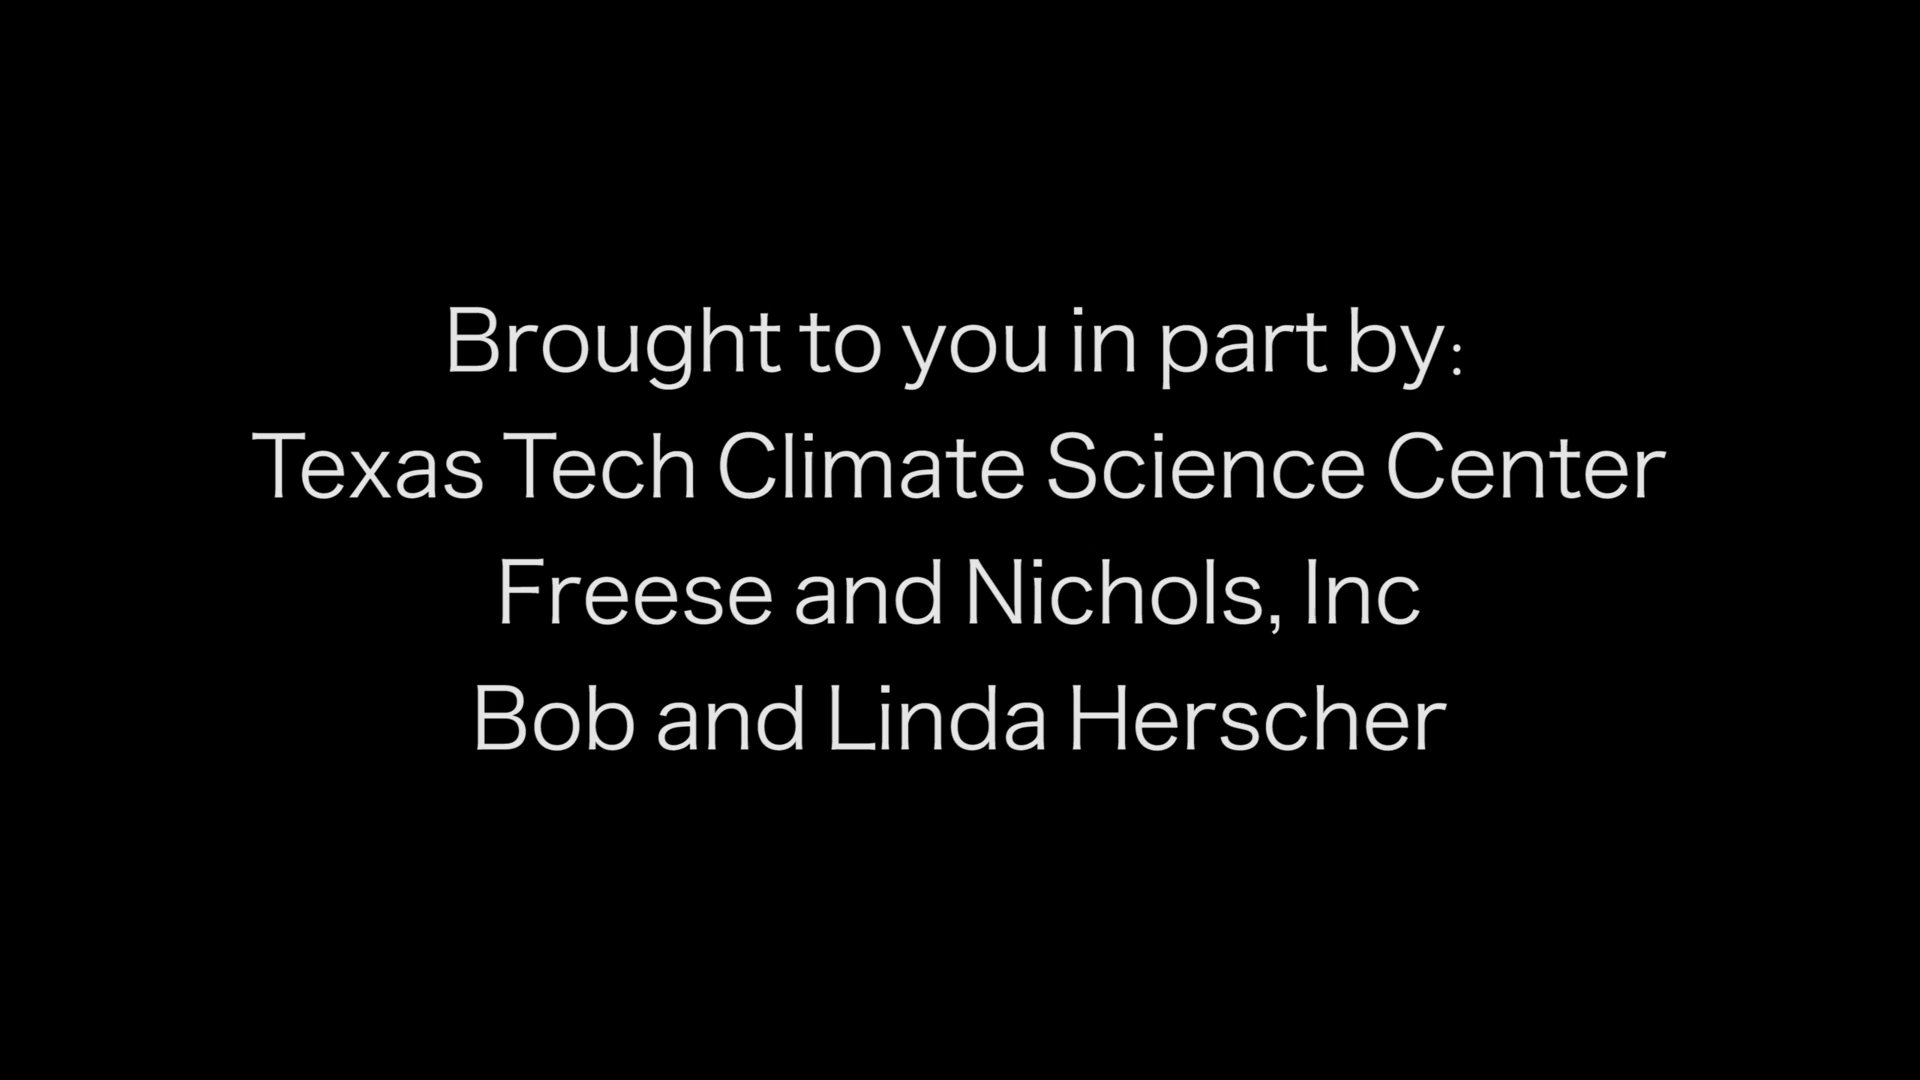 Brought to you in part by:
Texas Tech Climate Science Center
Freese and Nichols, Inc
Bob and Linda Herscher